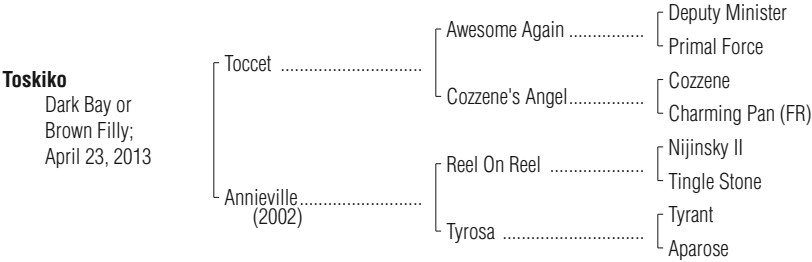 Toskiko
Dark Bay or
Brown Filly;
April 23, 2013
Toccet ..............................
Annieville..........................
(2002)
Awesome Again ................
Cozzene's Angel................
Reel On Reel ....................
Tyrosa ..............................
Deputy Minister
Primal Force
Cozzene
Charming Pan (FR)
Nijinsky II
Tingle Stone
Tyrant
Aparose